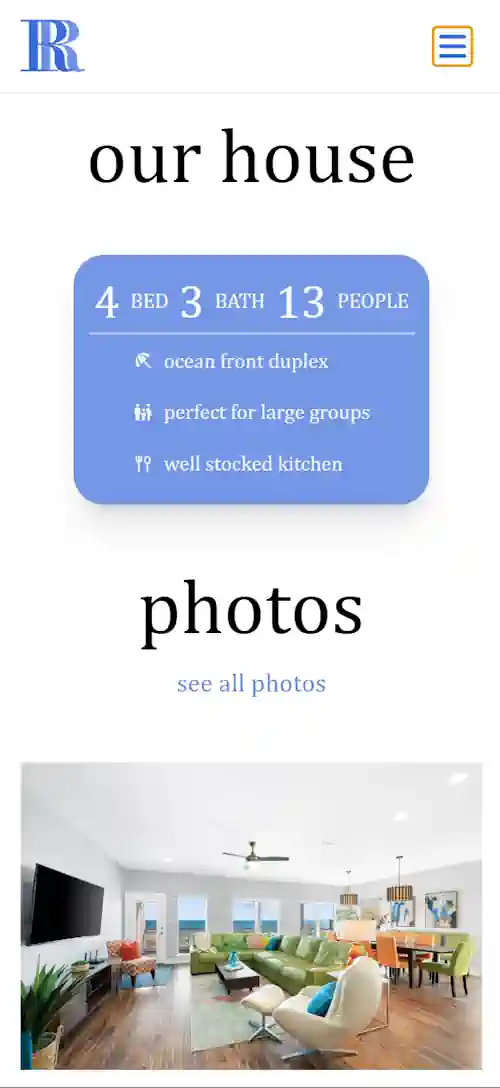 R
our house
4 BED 3 BATH 13 PEOPLE
ocean front duplex
perfect for large groups
well stocked kitchen
photos
see all photos